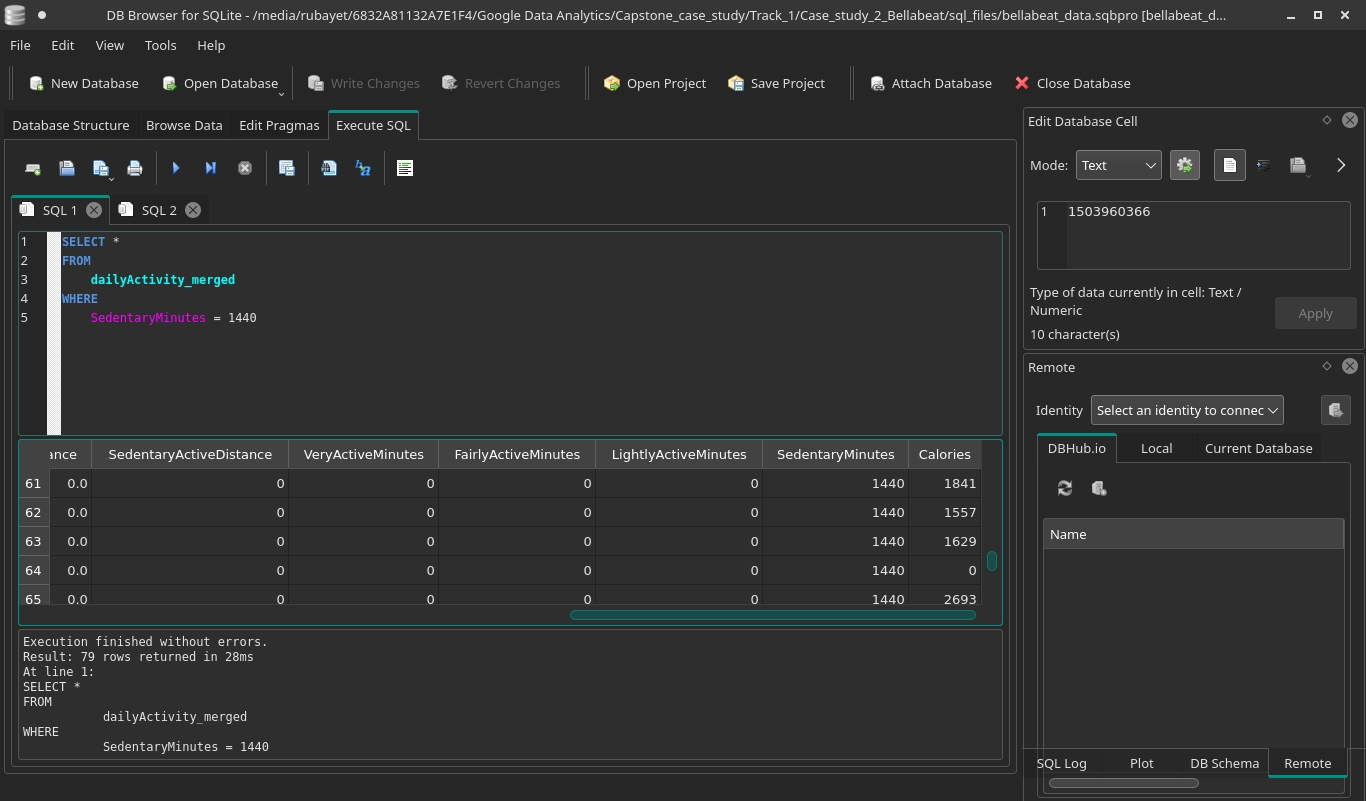 DB Browser for SQLite - /media/rubayet/6832A81132A7E1F4/Google Data Analytics/Capstone_case_study/Track_1/Case_study_2_Bellabeat/sql_files/bellabeat_data.sqbpro [bellabeat_d...
File Edit View Tools Help
New Database Open Database Write Changes Revert Changes Open Project Save Project Attach Database Close Database
Database Structure Browse Data Edit Pragmas Execute SQL
SQL 1 SQL 2
1 SELECT *
2 FROM
3 dailyActivity_merged
4 WHERE
5 SedentaryMinutes = 1440
ance SedentaryActiveDistance VeryActiveMinutes FairlyActiveMinutes LightlyActiveMinutes SedentaryMinutes Calories
61 0.0 0 0 0 0 1440 1841
62 0.0 0 0 0 0 1440 1557
63 0.0 0 0 0 0 1440 1629
64 0.0 0 0 0 0 1440 0
65 0.0 0 0 0 0 1440 2693
Execution finished without errors.
Result: 79 rows returned in 28ms
At line 1:
SELECT *
FROM
dailyActivity_merged
WHERE
SedentaryMinutes = 1440
Edit Database Cell
Mode: Text
1 1503960366
Type of data currently in cell: Text /
Numeric
Apply
10 character(s)
Remote
Identity Select an identity to connec
DBHub.io Local Current Database
Name
SQL Log Plot DB Schema Remote